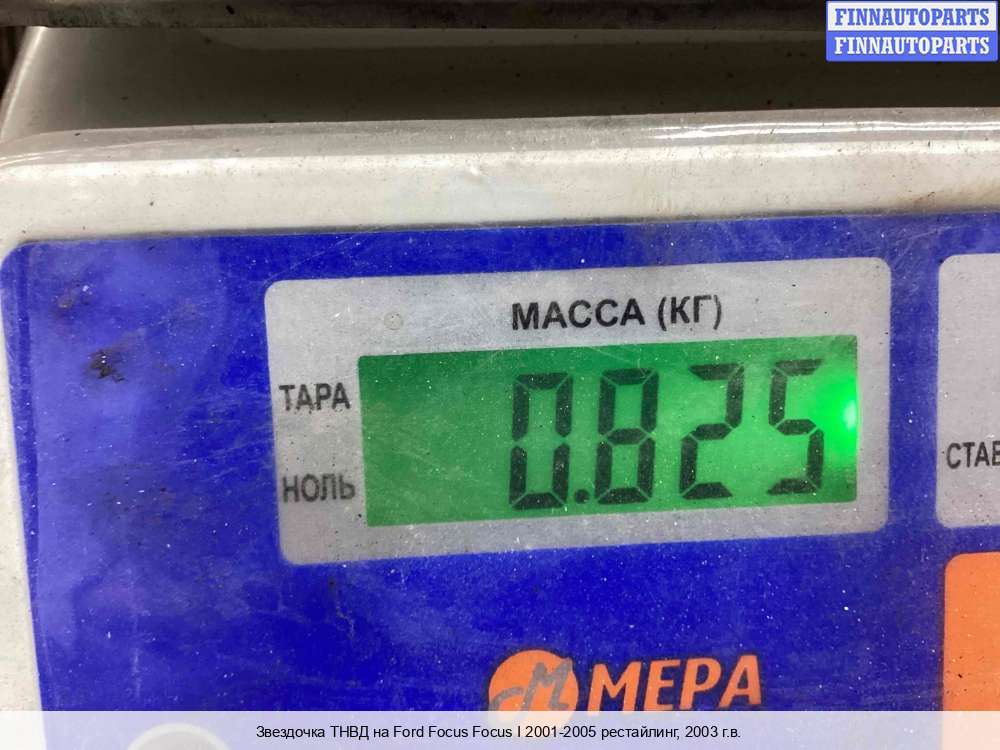 FINNAUTOPARTS
FINNAUTOPARTS
МАССА (КГ)
ТАРА
0.825
НОЛЬ
СТАВ
МЕРА
Звездочка ТНВД на Ford Focus Focus I 2001-2005 рестайлинг, 2003 г.в.